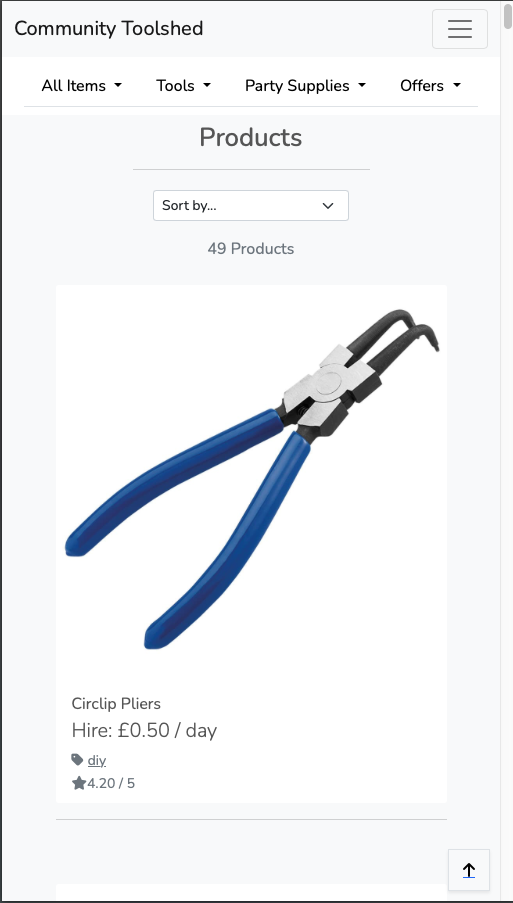 Community Toolshed
All Items Tools Party Supplies Offers
Products
Sort by...
49 Products
Circlip Pliers
Hire: £0.50 / day
diy
4.20 / 5